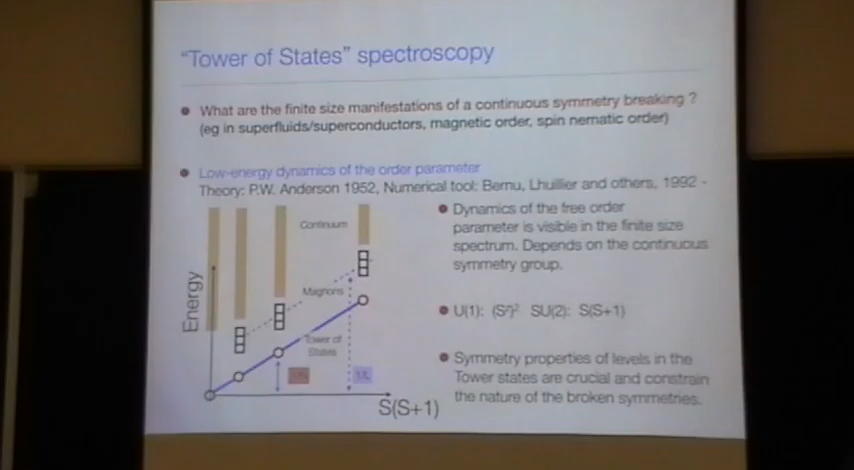 "Tower of States" spectroscopy
What are the finite size manifestations of a continuous symmetry breaking ?
(eg in superfluids/superconductors, magnetic order, spin nematic order)
Low-energy dynamics of the order parameter
Theory: P.W. Anderson 1952, Numerical tool: Bernu, Lhuillier and others, 1992 -
Continuum
Magnons
Tower of
States
Energy
1/L
S(S+1)
Dynamics of the free order
parameter is visible in the finite size
spectrum. Depends on the continuous
symmetry group.
U(1): (Sᶻ)² SU(2): S(S+1)
Symmetry properties of levels in the
Tower states are crucial and constrain
the nature of the broken symmetries.